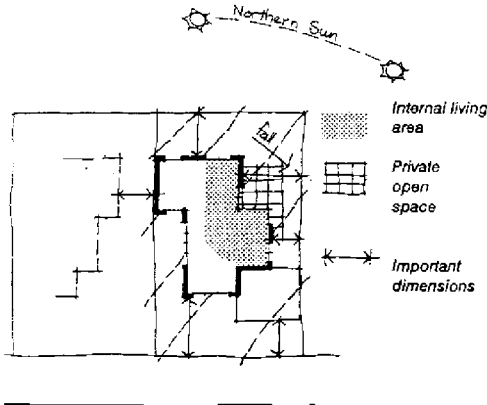 Northern Sun
fall
Internal living
area
Private
open
space
Important
dimensions